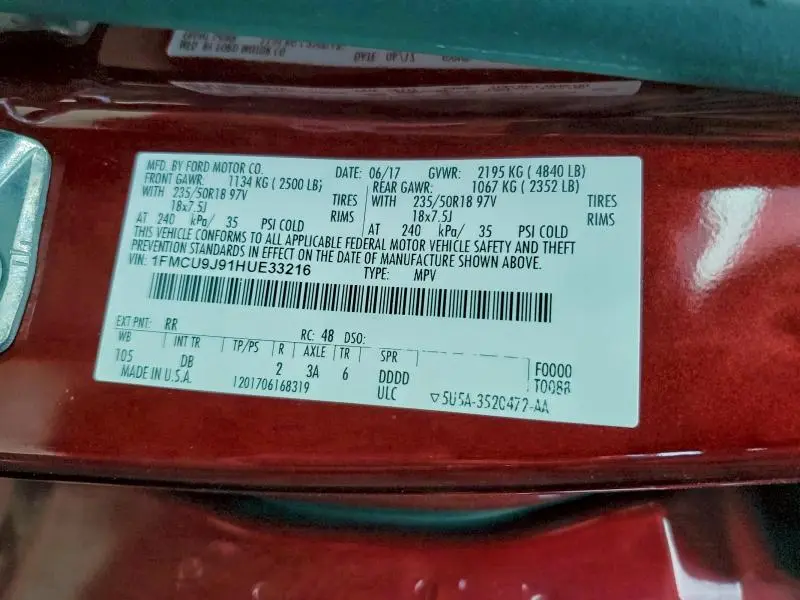 MFD. BY FORD MOTOR CO. DATE: 06/17 GVWR: 2195 KG ( 4840 LB)
FRONT GAWR: 1134 KG ( 2500 LB) REAR GAWR: 1067 KG ( 2352 LB)
WITH 235/50R18 97V TIRES WITH 235/50R18 97V TIRES
18x7.5J RIMS 18x7.5J RIMS
AT 240 kPa/ 35 PSI COLD AT 240 kPa/ 35 PSI COLD
THIS VEHICLE CONFORMS TO ALL APPLICABLE FEDERAL MOTOR VEHICLE SAFETY AND THEFT
PREVENTION STANDARDS IN EFFECT ON THE DATE OF MANUFACTURE SHOWN ABOVE.
VIN: 1FMCU9J91HUE33216 TYPE: MPV
EXT PNT: RR RC: 48 DSO:
WB INT TR TP/PS R AXLE TR SPR F0000
105 DB 2 3A 6 DDDD T0088
MADE IN U.S.A. 1201706168319 ULC ▽5U5A-3520472-AA